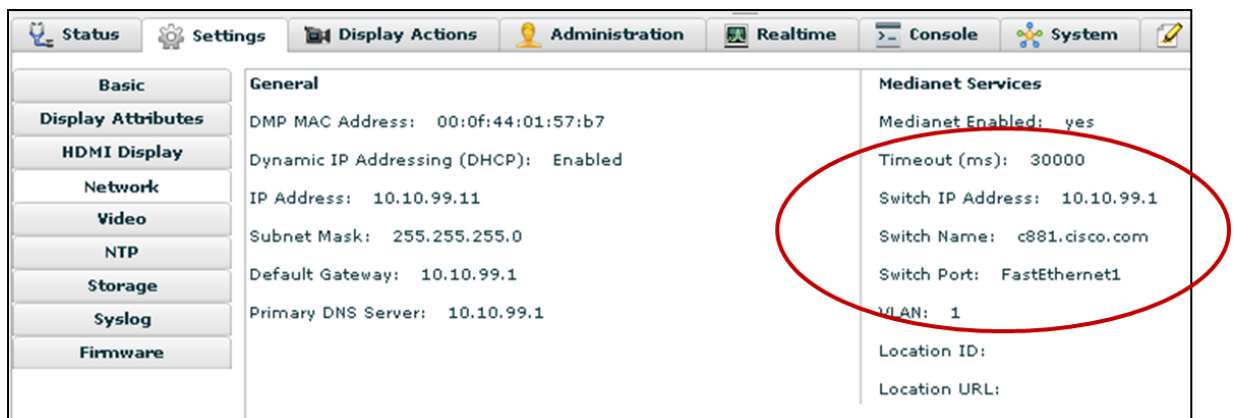 Status Settings Display Actions Administration Realtime Console System
Basic
Display Attributes
HDMI Display
Network
Video
NTP
Storage
Syslog
Firmware
General
DMP MAC Address: 00:0f:44:01:57:b7
Dynamic IP Addressing (DHCP): Enabled
IP Address: 10.10.99.11
Subnet Mask: 255.255.255.0
Default Gateway: 10.10.99.1
Primary DNS Server: 10.10.99.1
Medianet Services
Medianet Enabled: yes
Timeout (ms): 30000
Switch IP Address: 10.10.99.1
Switch Name: c881.cisco.com
Switch Port: FastEthernet1
VLAN: 1
Location ID:
Location URL: